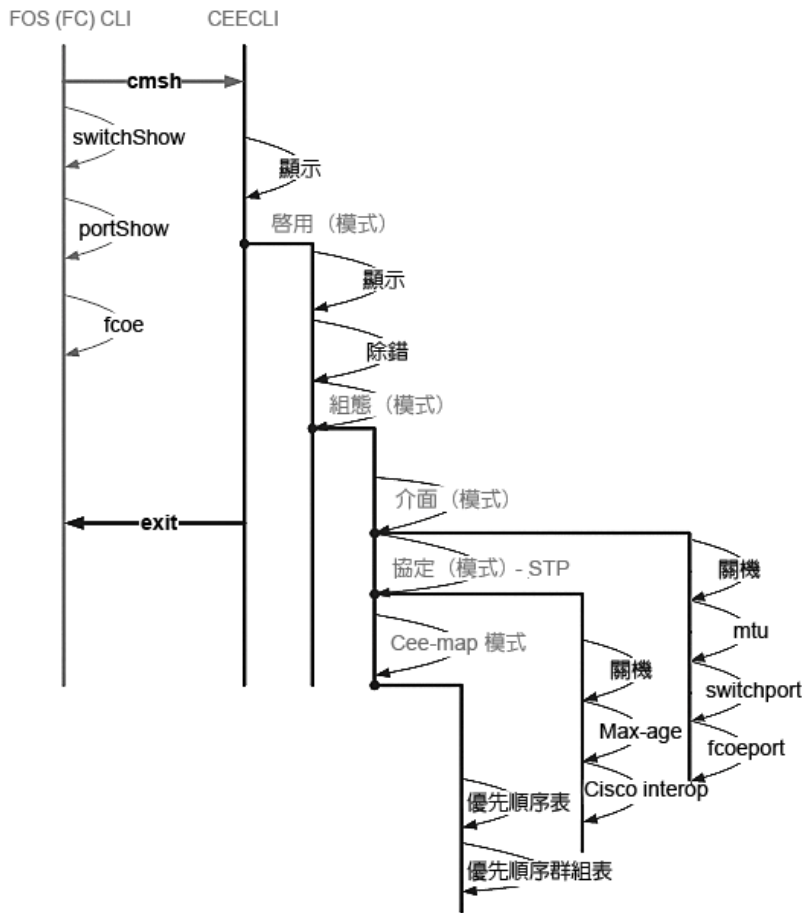 FOS (FC) CLI
CEECLI
cmsh
switchShow
顯示
portShow
啓用（模式）
顯示
fcoe
除錯
組態（模式）
介面（模式）
exit
協定（模式）- STP
關機
mtu
Cee-map 模式
關機
switchport
Max-age
fcoeport
Cisco interop
優先順序表
優先順序群組表